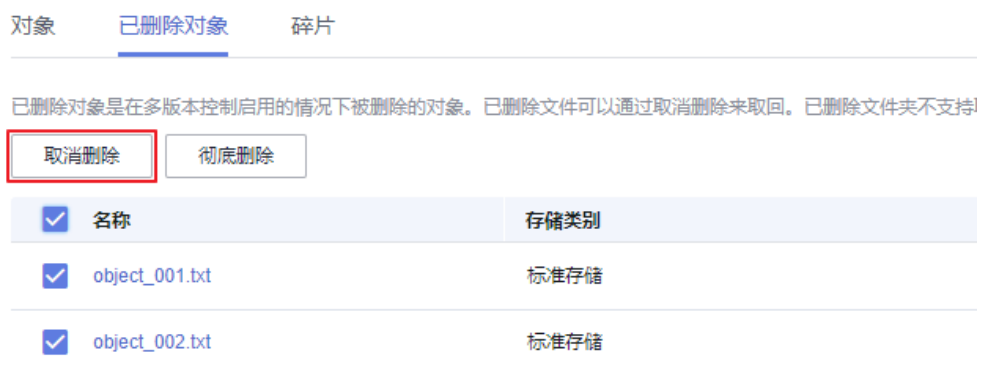 对象 已删除对象 碎片
已删除对象是在多版本控制启用的情况下被删除的对象。已删除文件可以通过取消删除来取回。已删除文件夹不支持
取消删除 彻底删除
名称 存储类别
object_001.txt 标准存储
object_002.txt 标准存储